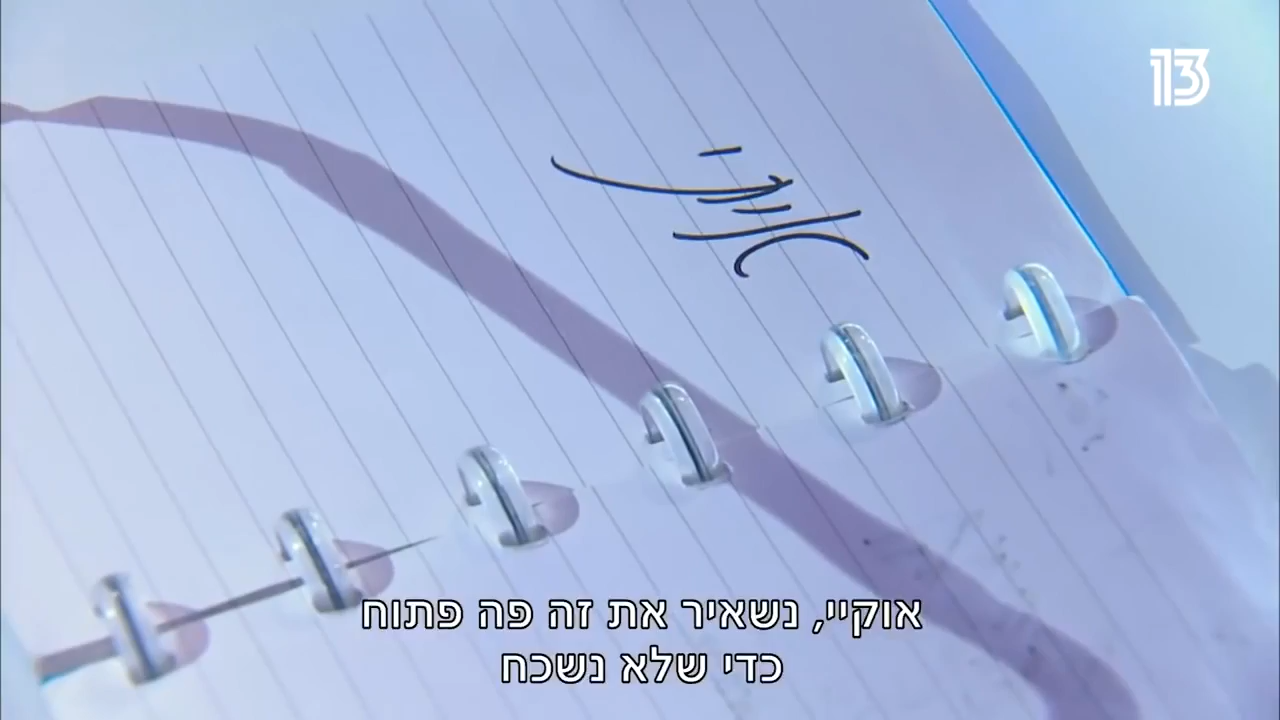 13
אוקיי, נשאיר את זה פה פתוח
כדי שלא נשכח